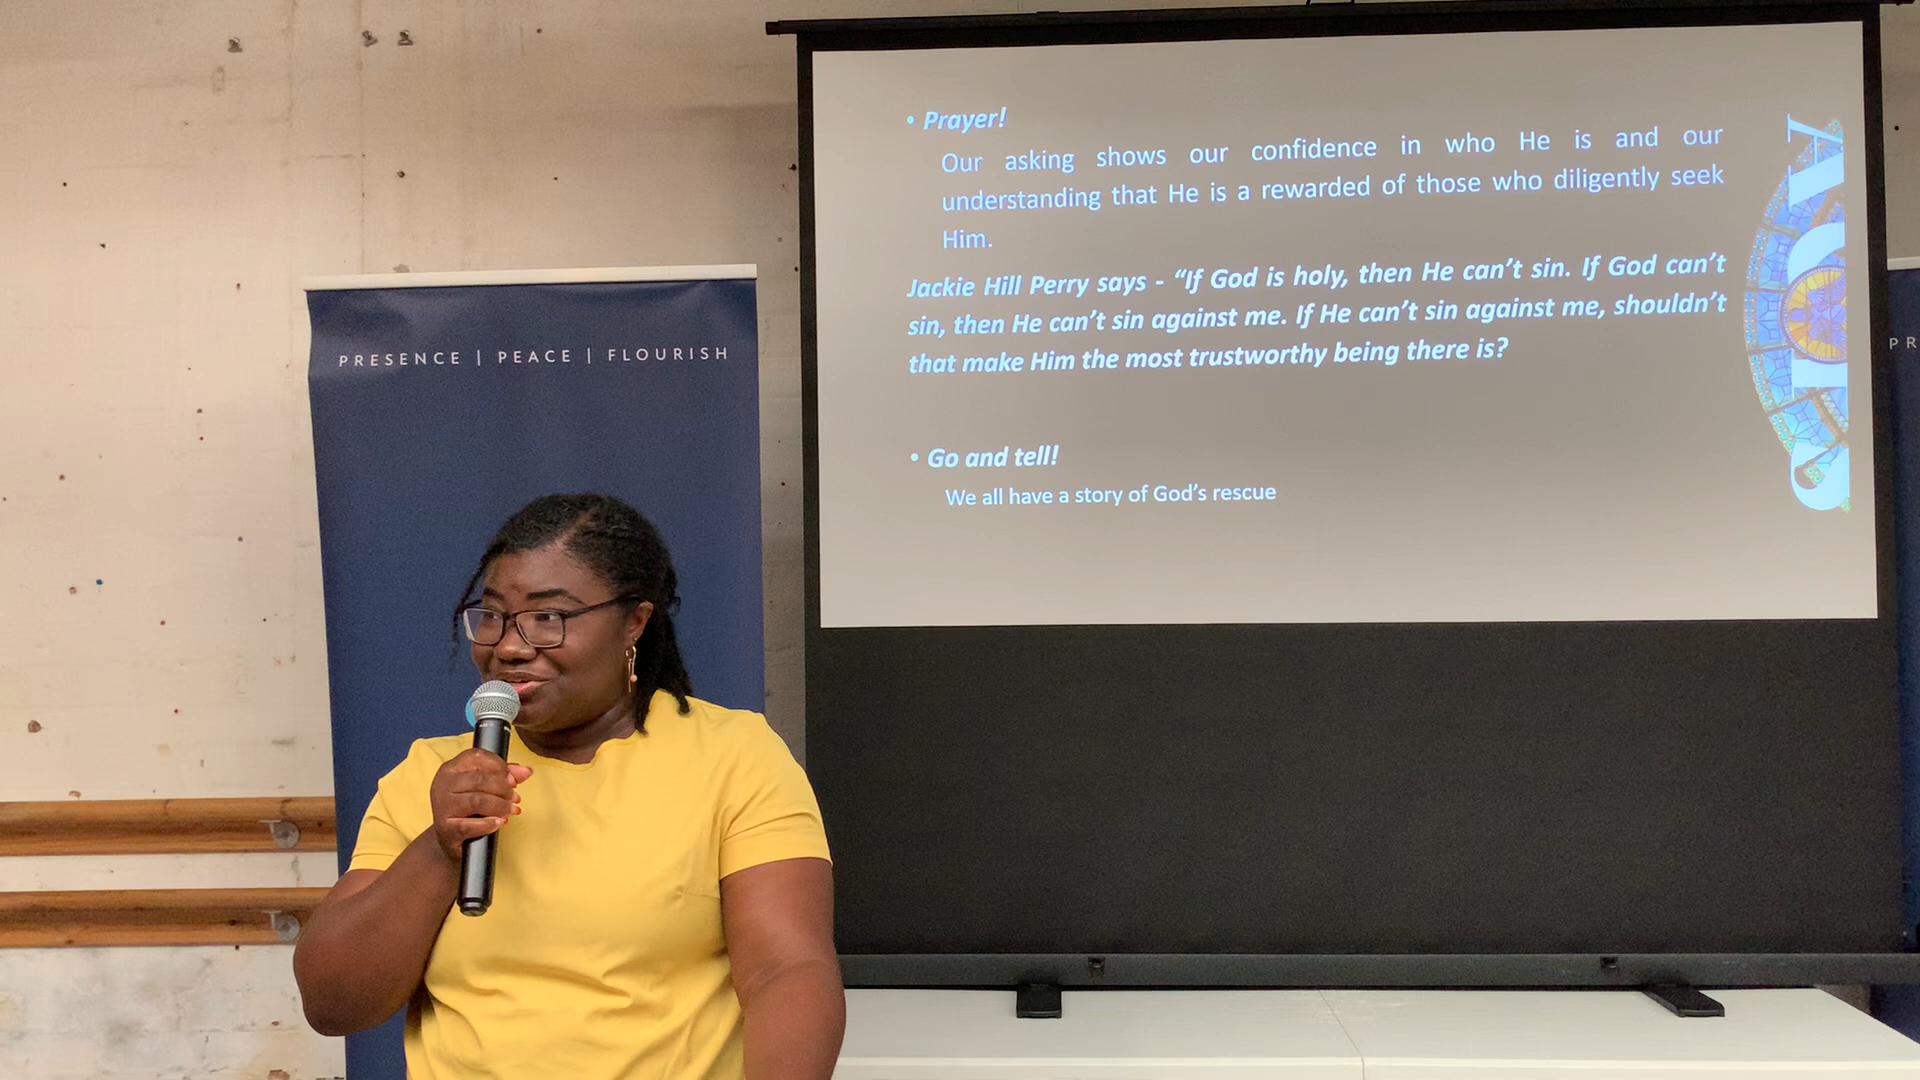 • Prayer!
Our asking shows our confidence in who He is and our
understanding that He is a rewarded of those who diligently seek
Him.
Jackie Hill Perry says - “If God is holy, then He can’t sin. If God can’t
sin, then He can’t sin against me. If He can’t sin against me, shouldn’t
that make Him the most trustworthy being there is?
• Go and tell!
We all have a story of God’s rescue
PRESENCE | PEACE | FLOURISH
PR